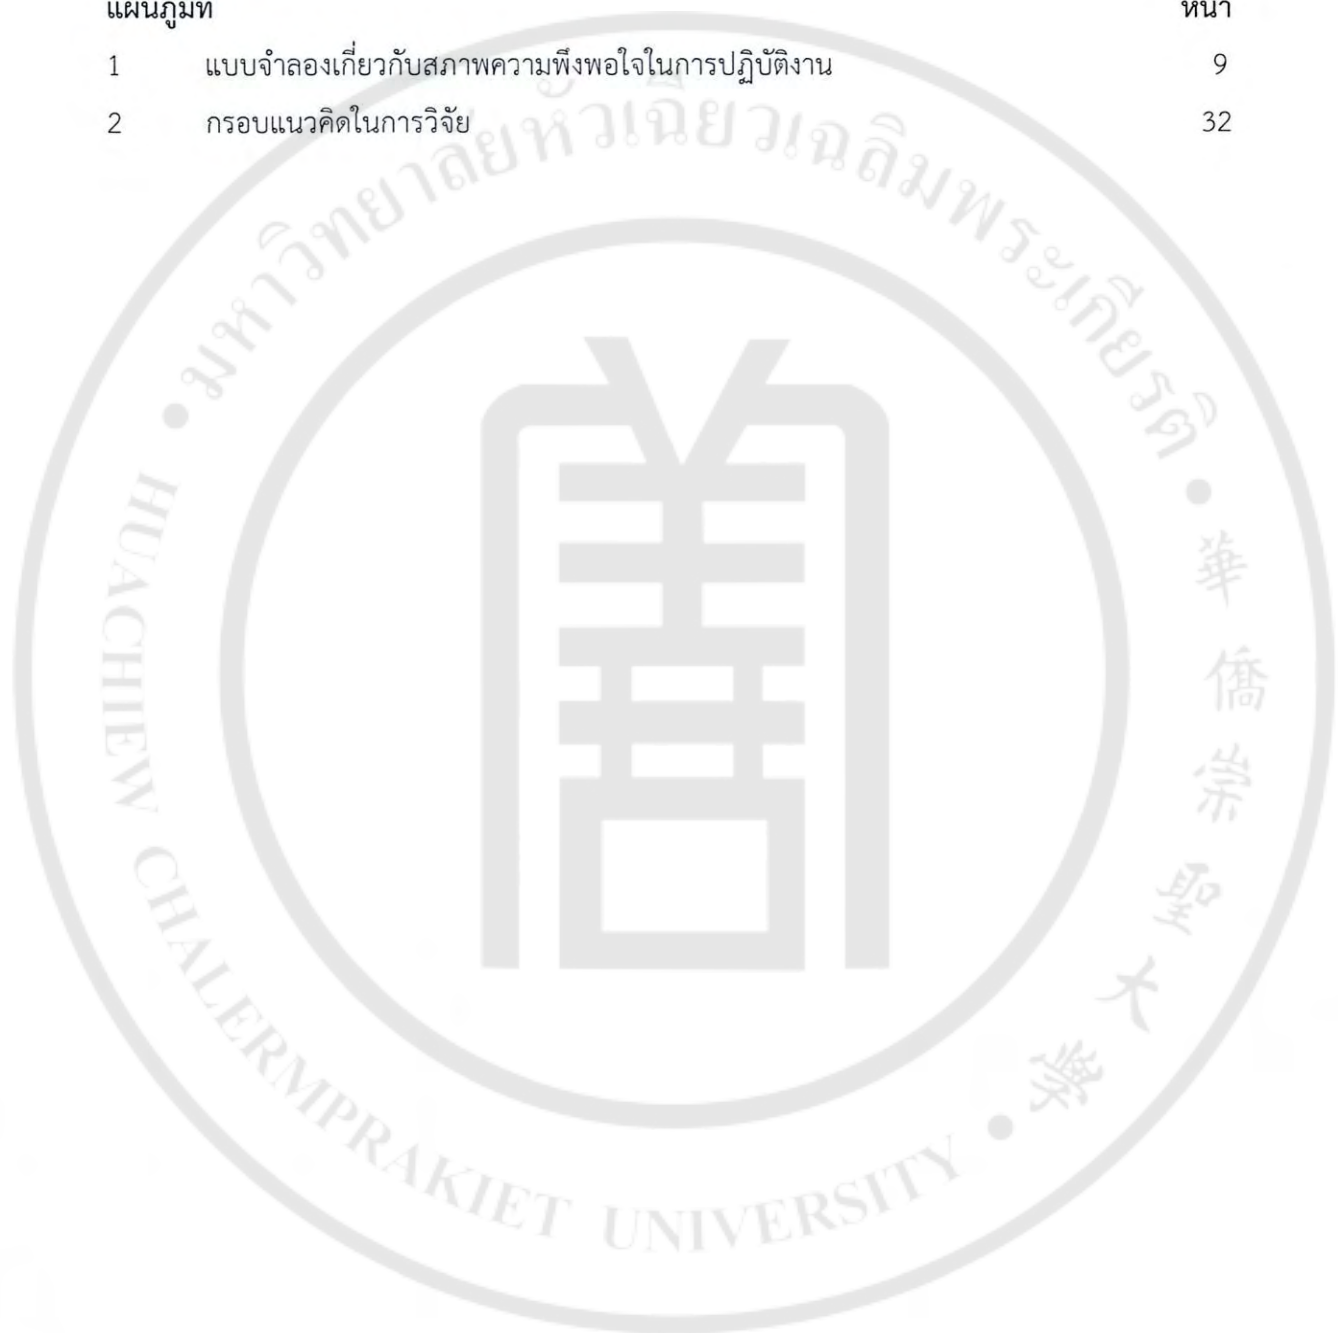 แผนภูมิที่ หน้า
1 แบบจำลองเกี่ยวกับสภาพความพึงพอใจในการปฏิบัติงาน 9
2 กรอบแนวคิดในการวิจัย 32
มหาวิทยาลัยหัวเฉียวเฉลิมพระเกียรติ
華僑崇聖大學
HUACHIEW CHALERMPRAKIET UNIVERSITY